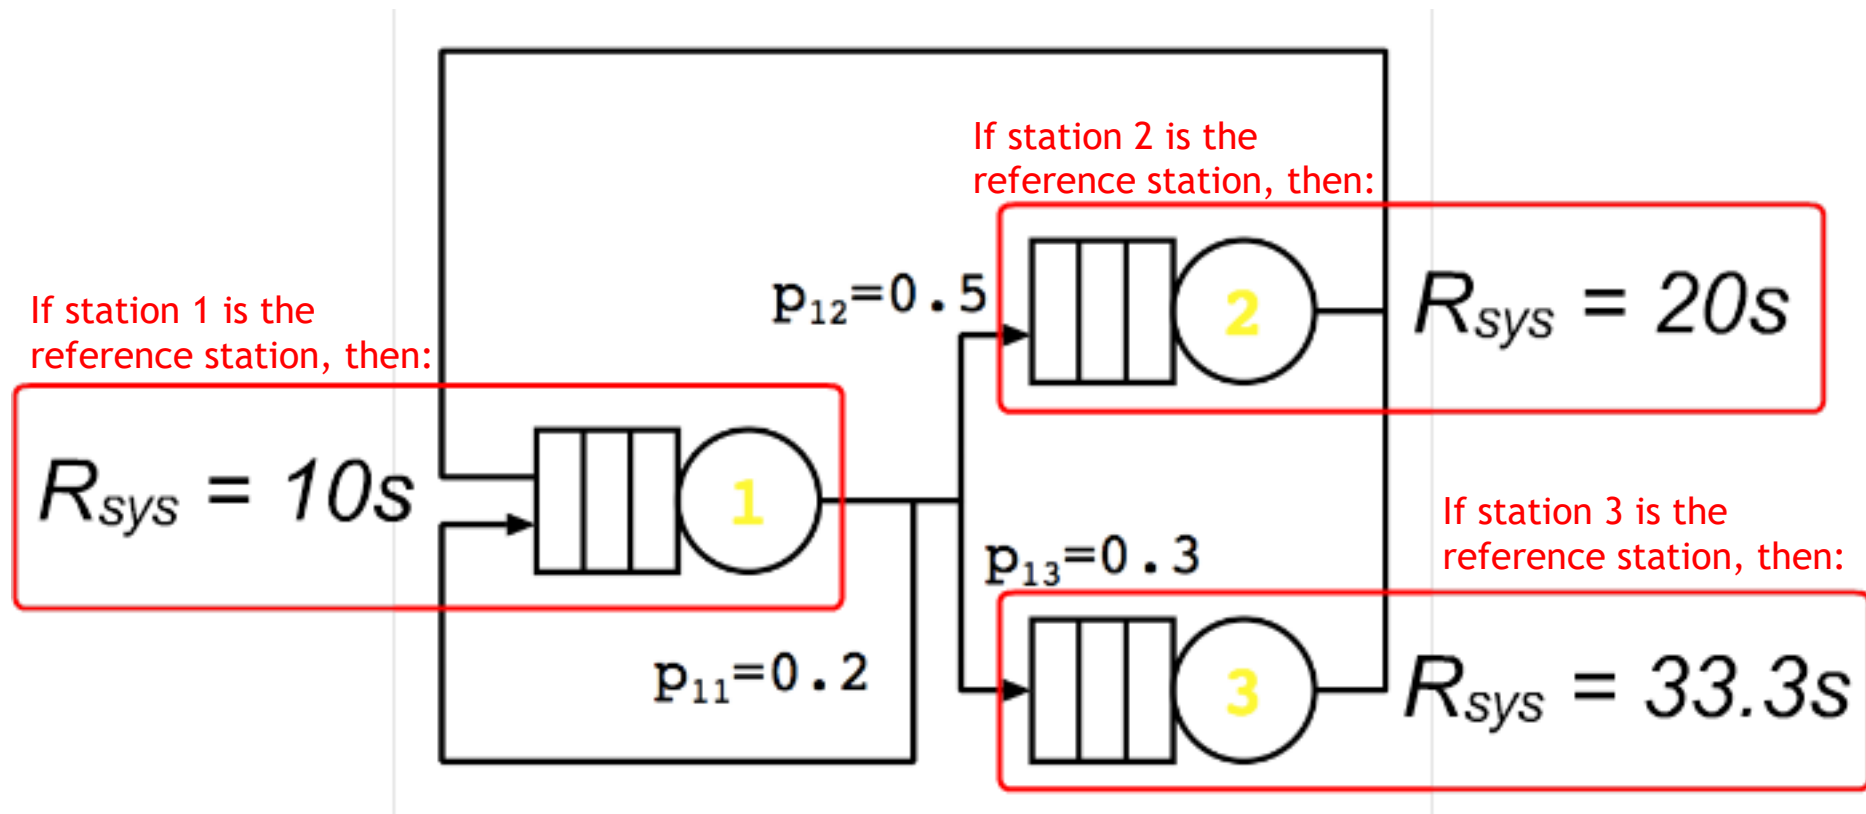 If station 2 is the
reference station, then:
p₁₂=0.5
2
Rsys = 20s
If station 1 is the
reference station, then:
Rsys = 10s
1
If station 3 is the
reference station, then:
p₁₃=0.3
p₁₁=0.2
3
Rsys = 33.3s